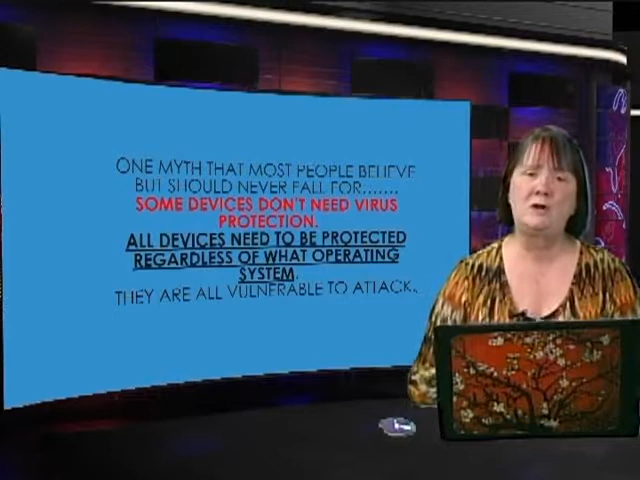 ONE MYTH THAT MOST PEOPLE BELIEVE
BUT SHOULD NEVER FALL FOR.......
SOME DEVICES DON'T NEED VIRUS
PROTECTION.
ALL DEVICES NEED TO BE PROTECTED
REGARDLESS OF WHAT OPERATING
SYSTEM.
THEY ARE ALL VULNERABLE TO ATTACK.